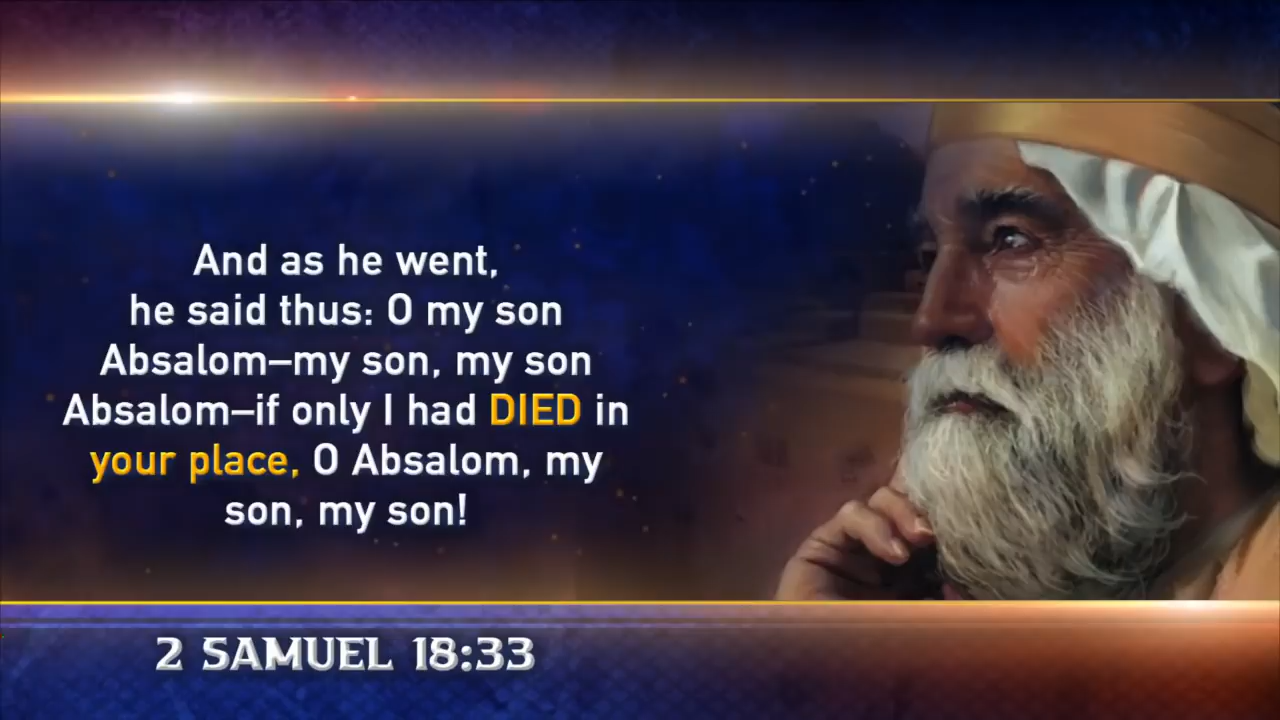 And as he went,
he said thus: O my son
Absalom–my son, my son
Absalom–if only I had DIED in
your place, O Absalom, my
son, my son!
2 SAMUEL 18:33